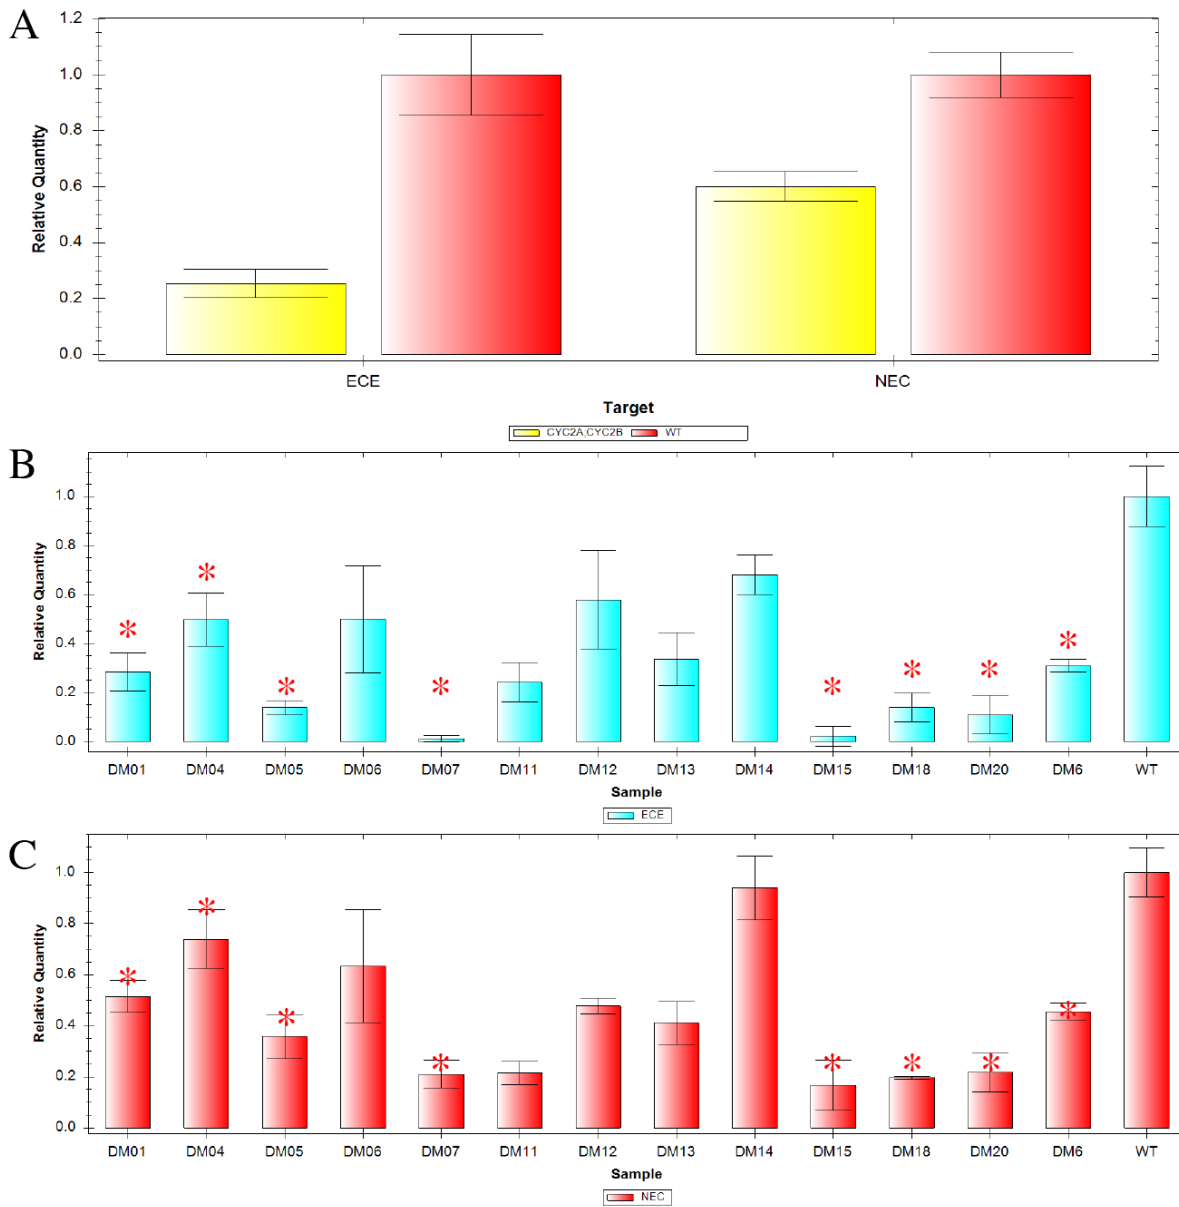 A
1.2
1.0
0.8
0.6
0.4
0.2
0.0
Relative Quantity
ECE NEC
Target
CYC2A;CYC2B WT
B
1.0
0.8
0.6
0.4
0.2
0.0
Relative Quantity
* * * * * * * *
DM01 DM04 DM05 DM06 DM07 DM11 DM12 DM13 DM14 DM15 DM18 DM20 DM6 WT
Sample
ECE
C
1.0
0.8
0.6
0.4
0.2
0.0
Relative Quantity
* * * * * * * *
DM01 DM04 DM05 DM06 DM07 DM11 DM12 DM13 DM14 DM15 DM18 DM20 DM6 WT
Sample
NEC